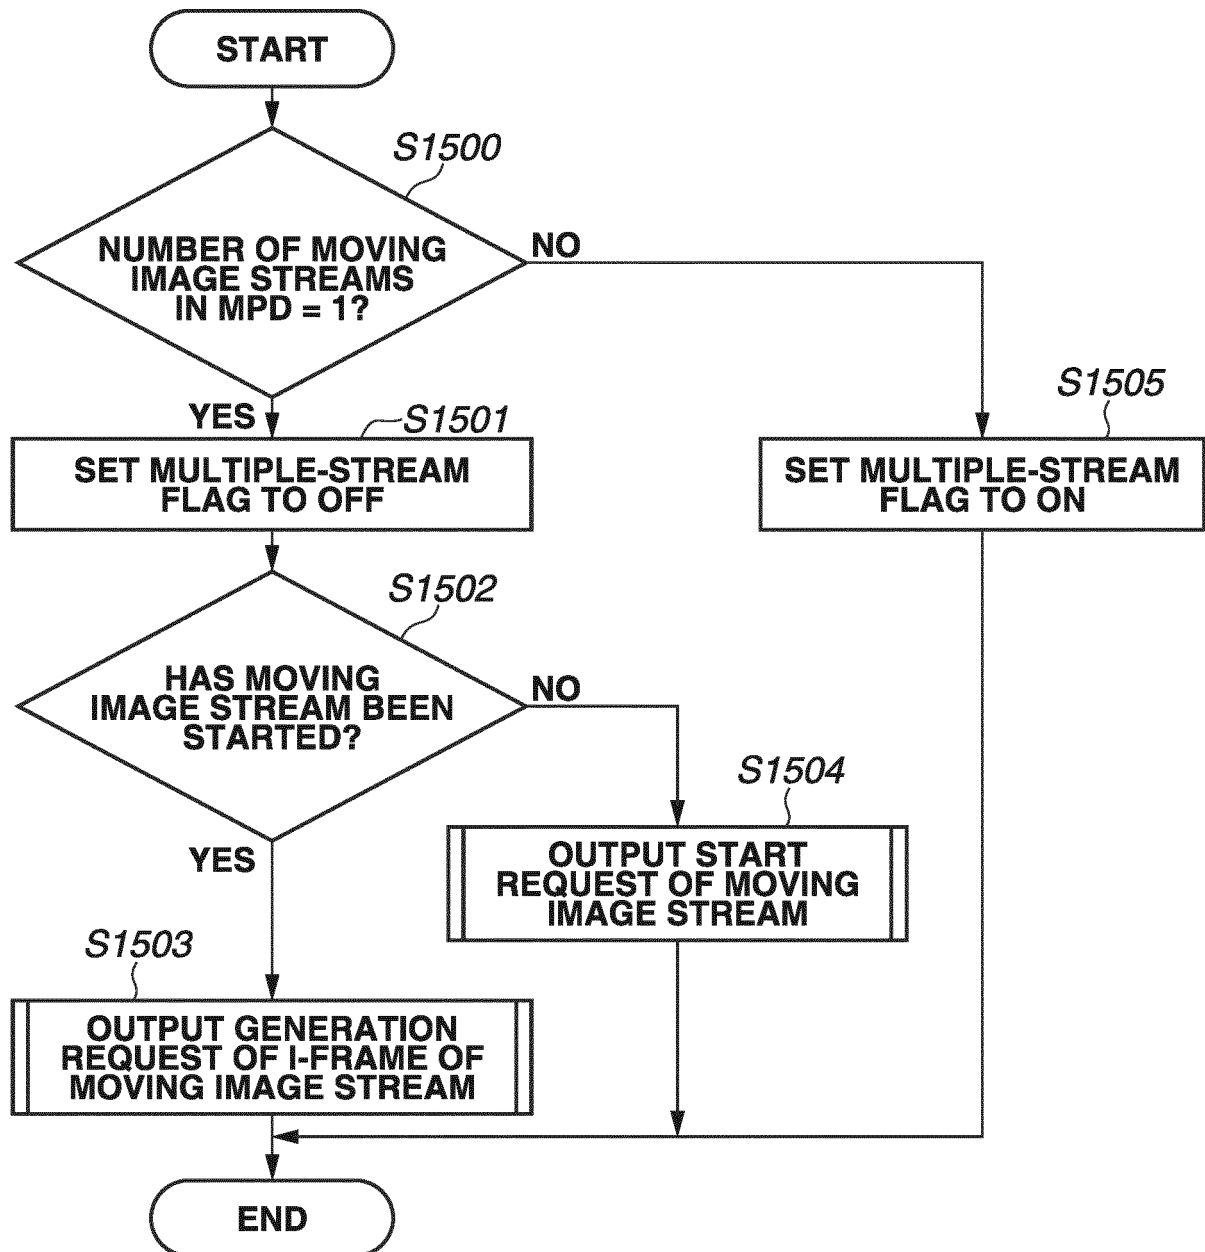 START
S1500
NUMBER OF MOVING
IMAGE STREAMS
IN MPD = 1?
NO
YES
S1501
SET MULTIPLE-STREAM
FLAG TO OFF
S1505
SET MULTIPLE-STREAM
FLAG TO ON
S1502
HAS MOVING
IMAGE STREAM BEEN
STARTED?
NO
YES
S1504
OUTPUT START
REQUEST OF MOVING
IMAGE STREAM
S1503
OUTPUT GENERATION
REQUEST OF I-FRAME OF
MOVING IMAGE STREAM
END